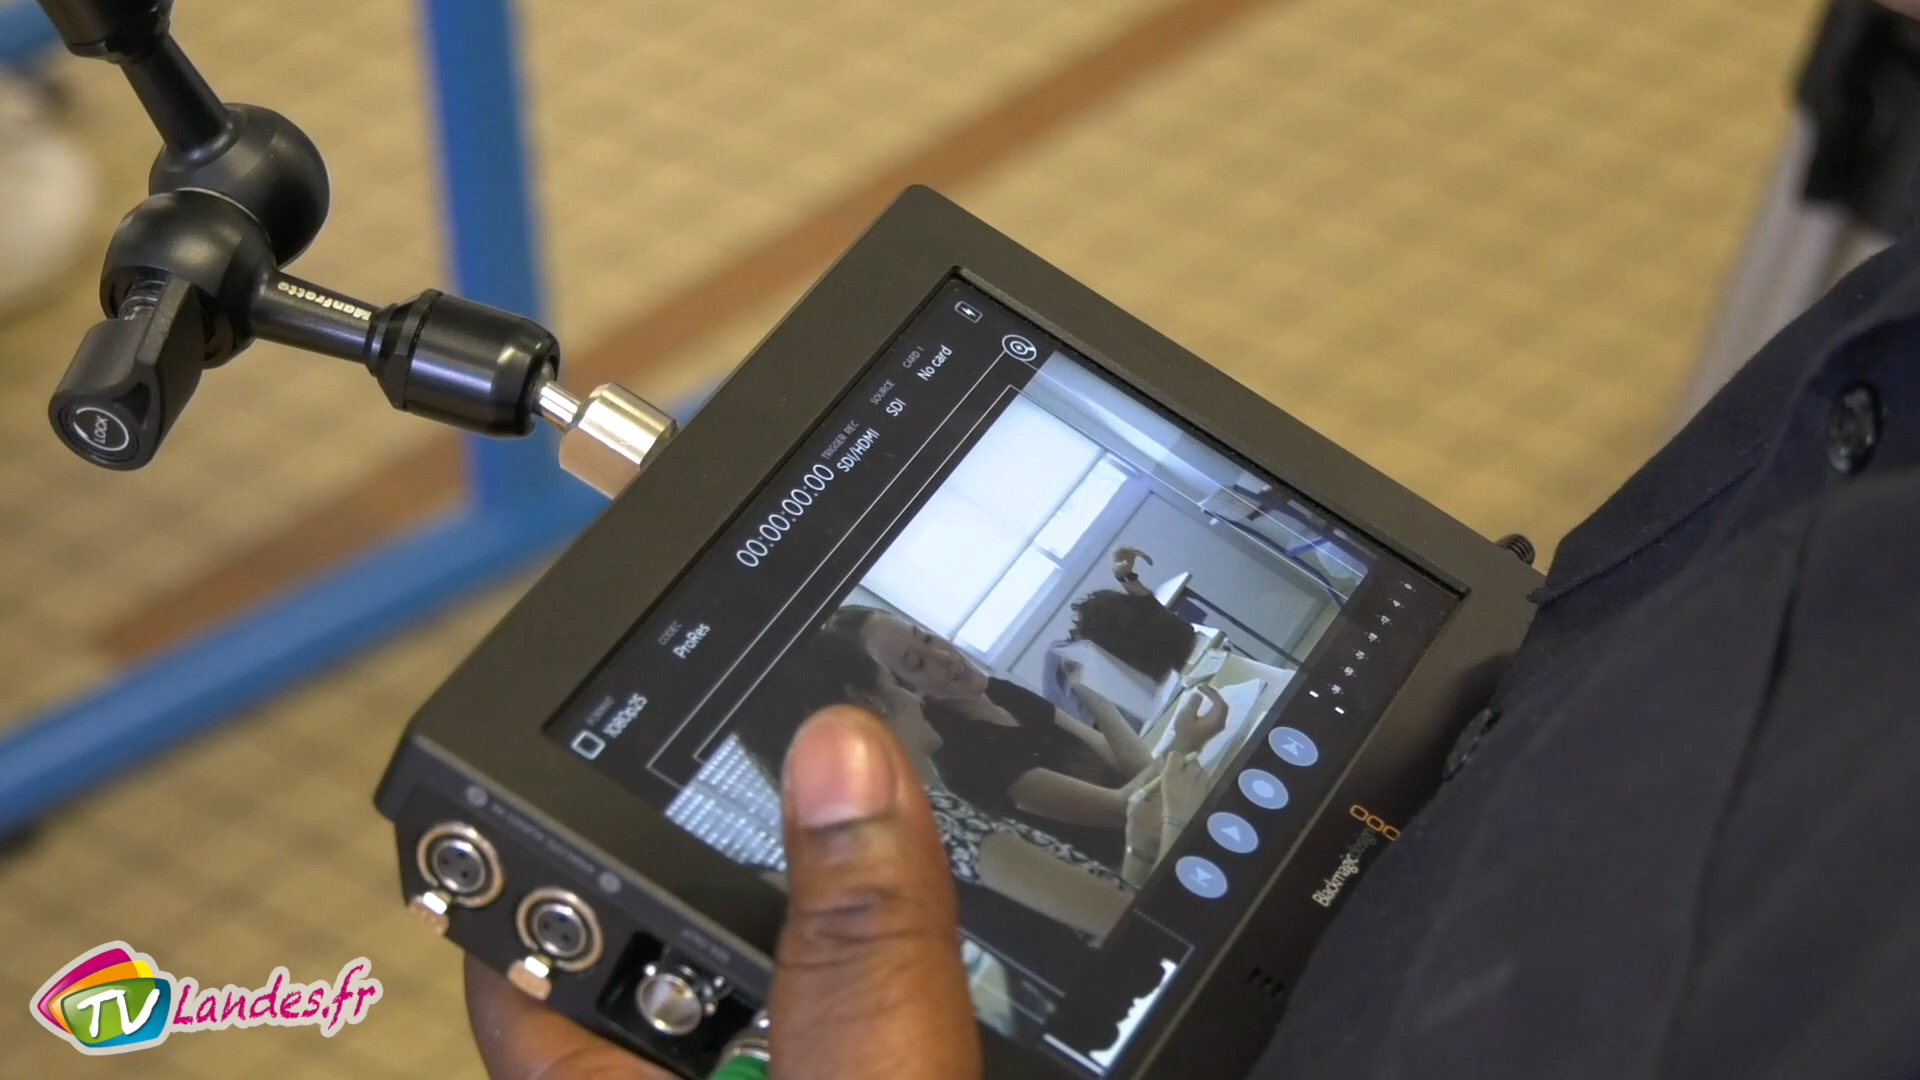 Manfrotto
LOCK
CARD 1
No card
SOURCE
SDI
TRIGGER REC
SDI/HDMI
00:00:00:00
CODEC
ProRes
FORMAT
1080p25
Blackmagicdesign
TV Landes.fr